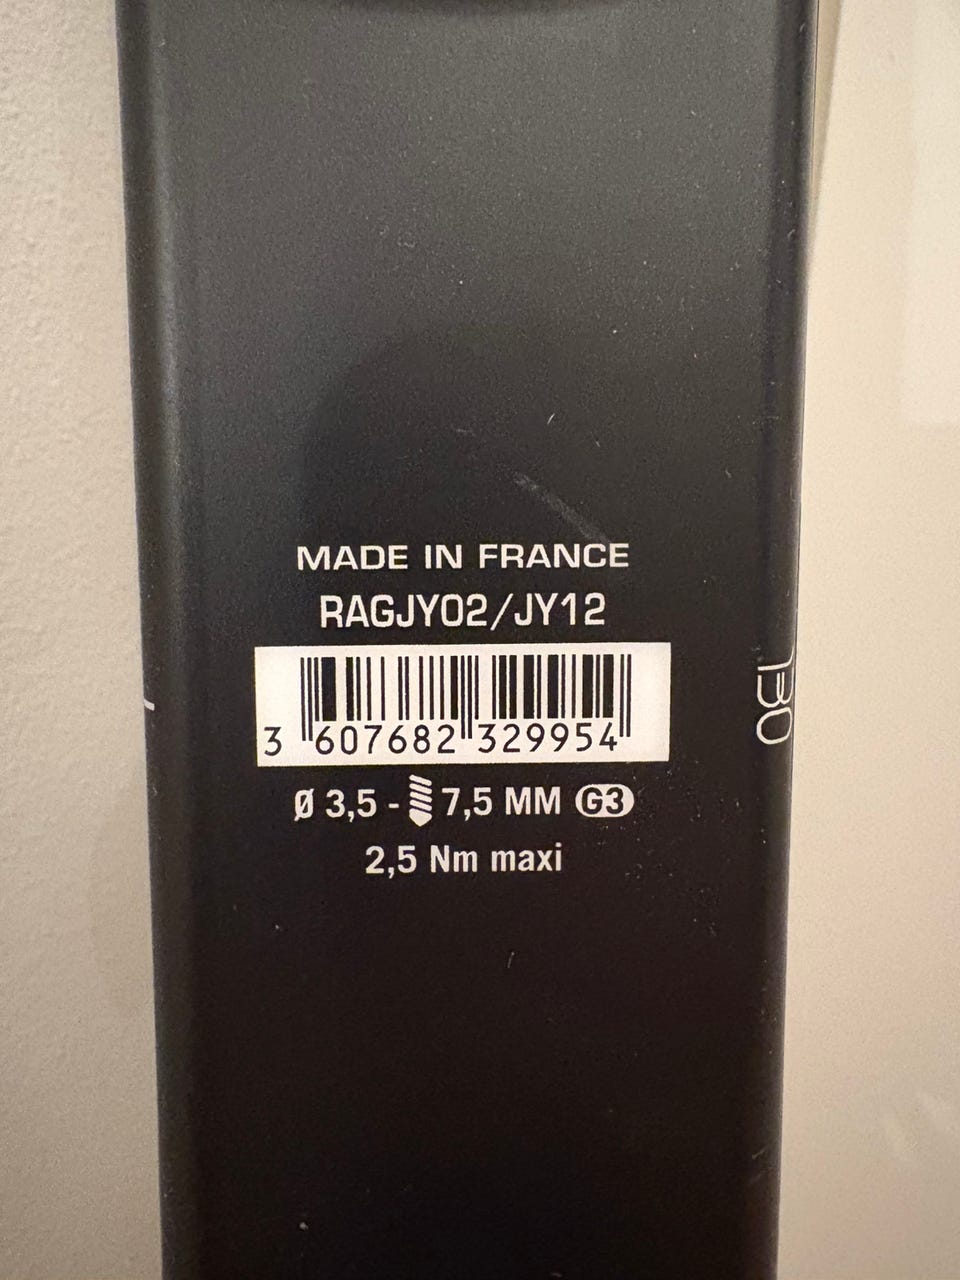 MADE IN FRANCE
RAGJY02/JY12
3 607682 329954
Ø 3,5 - 7,5 MM G3
2,5 Nm maxi
130